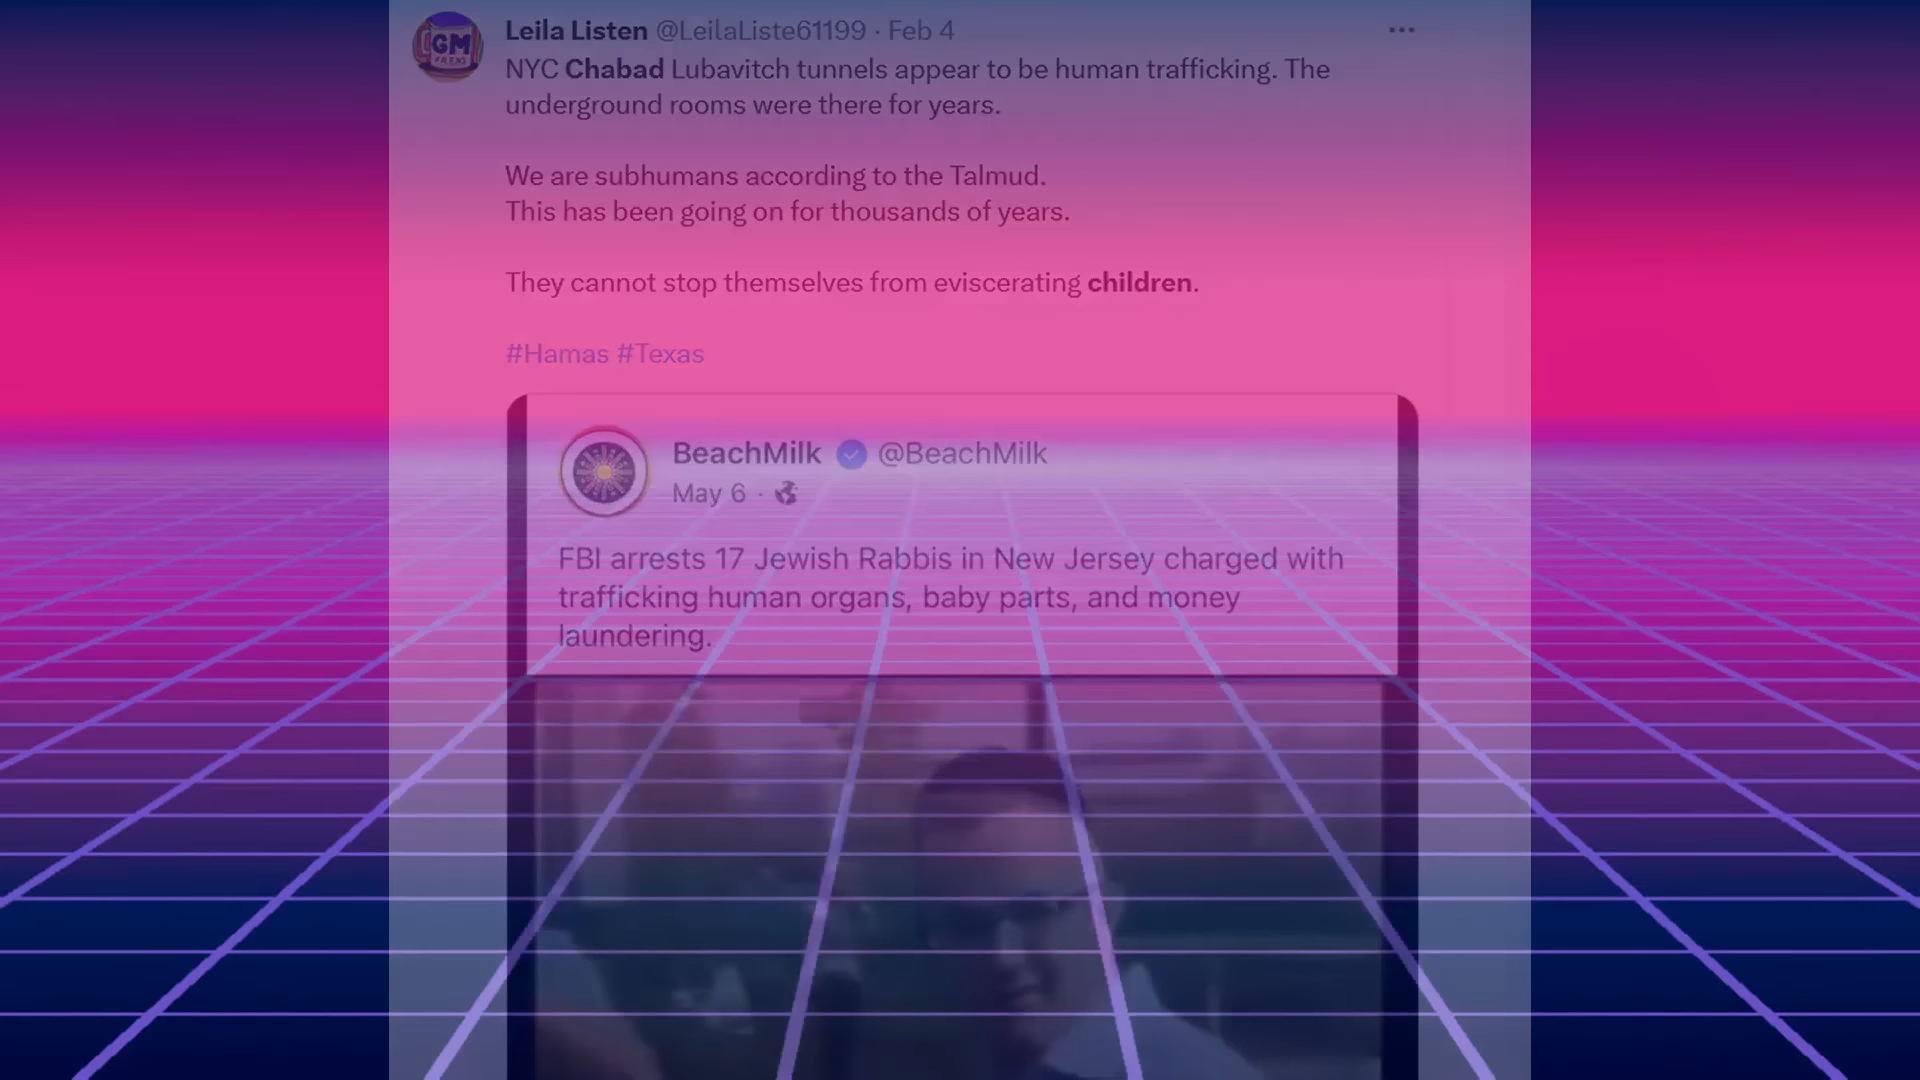 Leila Listen @LeilaListe61199 · Feb 4
NYC Chabad Lubavitch tunnels appear to be human trafficking. The
underground rooms were there for years.
We are subhumans according to the Talmud.
This has been going on for thousands of years.
They cannot stop themselves from eviscerating children.
#Hamas #Texas
BeachMilk @BeachMilk
May 6 ·
FBI arrests 17 Jewish Rabbis in New Jersey charged with
trafficking human organs, baby parts, and money
laundering.